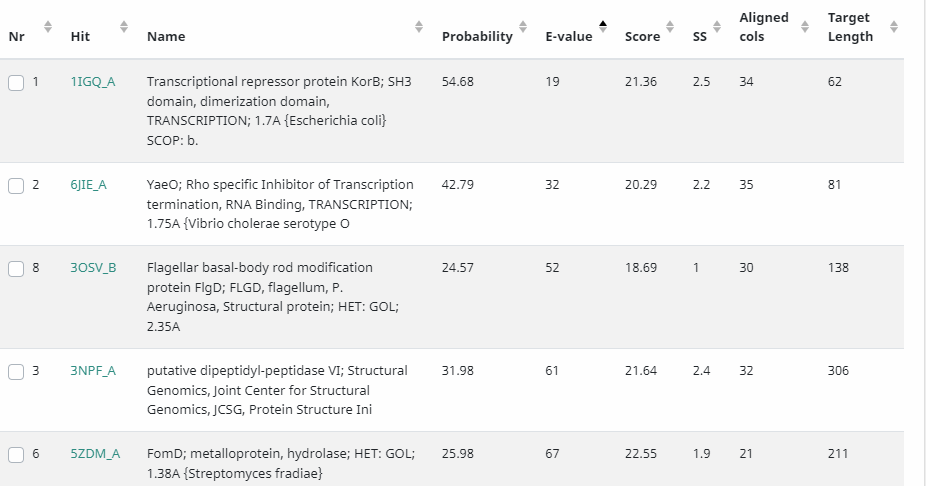 Nr Hit Name Probability E-value Score SS Aligned cols Target Length
1 1IGQ_A Transcriptional repressor protein KorB; SH3 54.68 19 21.36 2.5 34 62
domain, dimerization domain,
TRANSCRIPTION; 1.7A {Escherichia coli}
SCOP: b.
2 6JIE_A YaeO; Rho specific Inhibitor of Transcription 42.79 32 20.29 2.2 35 81
termination, RNA Binding, TRANSCRIPTION;
1.75A {Vibrio cholerae serotype O
8 3OSV_B Flagellar basal-body rod modification 24.57 52 18.69 1 30 138
protein FlgD; FLGD, flagellum, P.
Aeruginosa, Structural protein; HET: GOL;
2.35A
3 3NPF_A putative dipeptidyl-peptidase VI; Structural 31.98 61 21.64 2.4 32 306
Genomics, Joint Center for Structural
Genomics, JCSG, Protein Structure Ini
6 5ZDM_A FomD; metalloprotein, hydrolase; HET: GOL; 25.98 67 22.55 1.9 21 211
1.38A {Streptomyces fradiae}